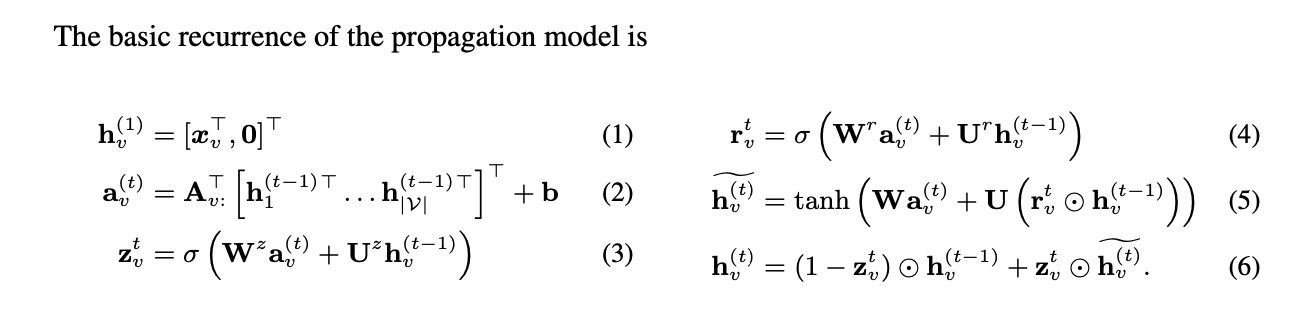 The basic recurrence of the propagation model is
$\mathbf{h}_v^{(1)} = [\boldsymbol{x}_v^\top, \mathbf{0}]^\top$ (1)
$\mathbf{a}_v^{(t)} = \mathbf{A}_{v:}^\top \left[ \mathbf{h}_1^{(t-1)\top} \dots \mathbf{h}_{|\mathcal{V}|}^{(t-1)\top} \right]^\top + \mathbf{b}$ (2)
$\mathbf{z}_v^t = \sigma \left( \mathbf{W}^z \mathbf{a}_v^{(t)} + \mathbf{U}^z \mathbf{h}_v^{(t-1)} \right)$ (3)
$\mathbf{r}_v^t = \sigma \left( \mathbf{W}^r \mathbf{a}_v^{(t)} + \mathbf{U}^r \mathbf{h}_v^{(t-1)} \right)$ (4)
$\widetilde{\mathbf{h}_v^{(t)}} = \tanh \left( \mathbf{W} \mathbf{a}_v^{(t)} + \mathbf{U} \left( \mathbf{r}_v^t \odot \mathbf{h}_v^{(t-1)} \right) \right)$ (5)
$\mathbf{h}_v^{(t)} = (1 - \mathbf{z}_v^t) \odot \mathbf{h}_v^{(t-1)} + \mathbf{z}_v^t \odot \widetilde{\mathbf{h}_v^{(t)}}.$ (6)